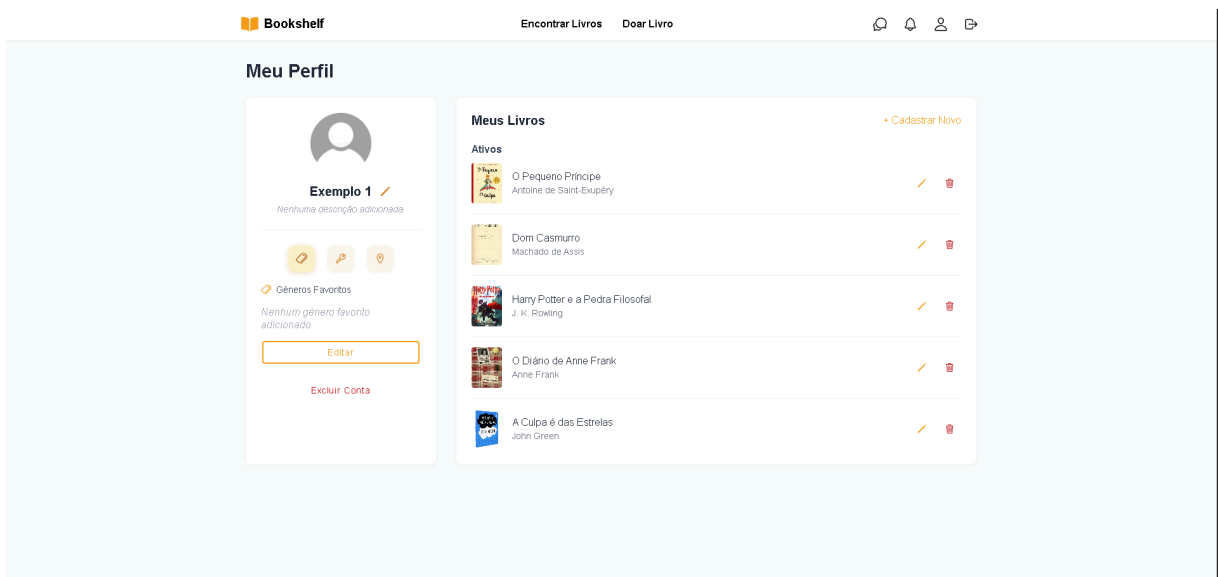 Bookshelf
Encontrar Livros
Doar Livro
Meu Perfil
Exemplo 1
Nenhuma descrição adicionada.
Gêneros Favoritos
Nenhum gênero favorito
adicionado.
Editar
Excluir Conta
Meus Livros
+ Cadastrar Novo
Ativos
O Pequeno Príncipe
Antoine de Saint-Exupéry
Dom Casmurro
Machado de Assis
Harry Potter e a Pedra Filosofal
J. K. Rowling
O Diário de Anne Frank
Anne Frank
A Culpa é das Estrelas
John Green